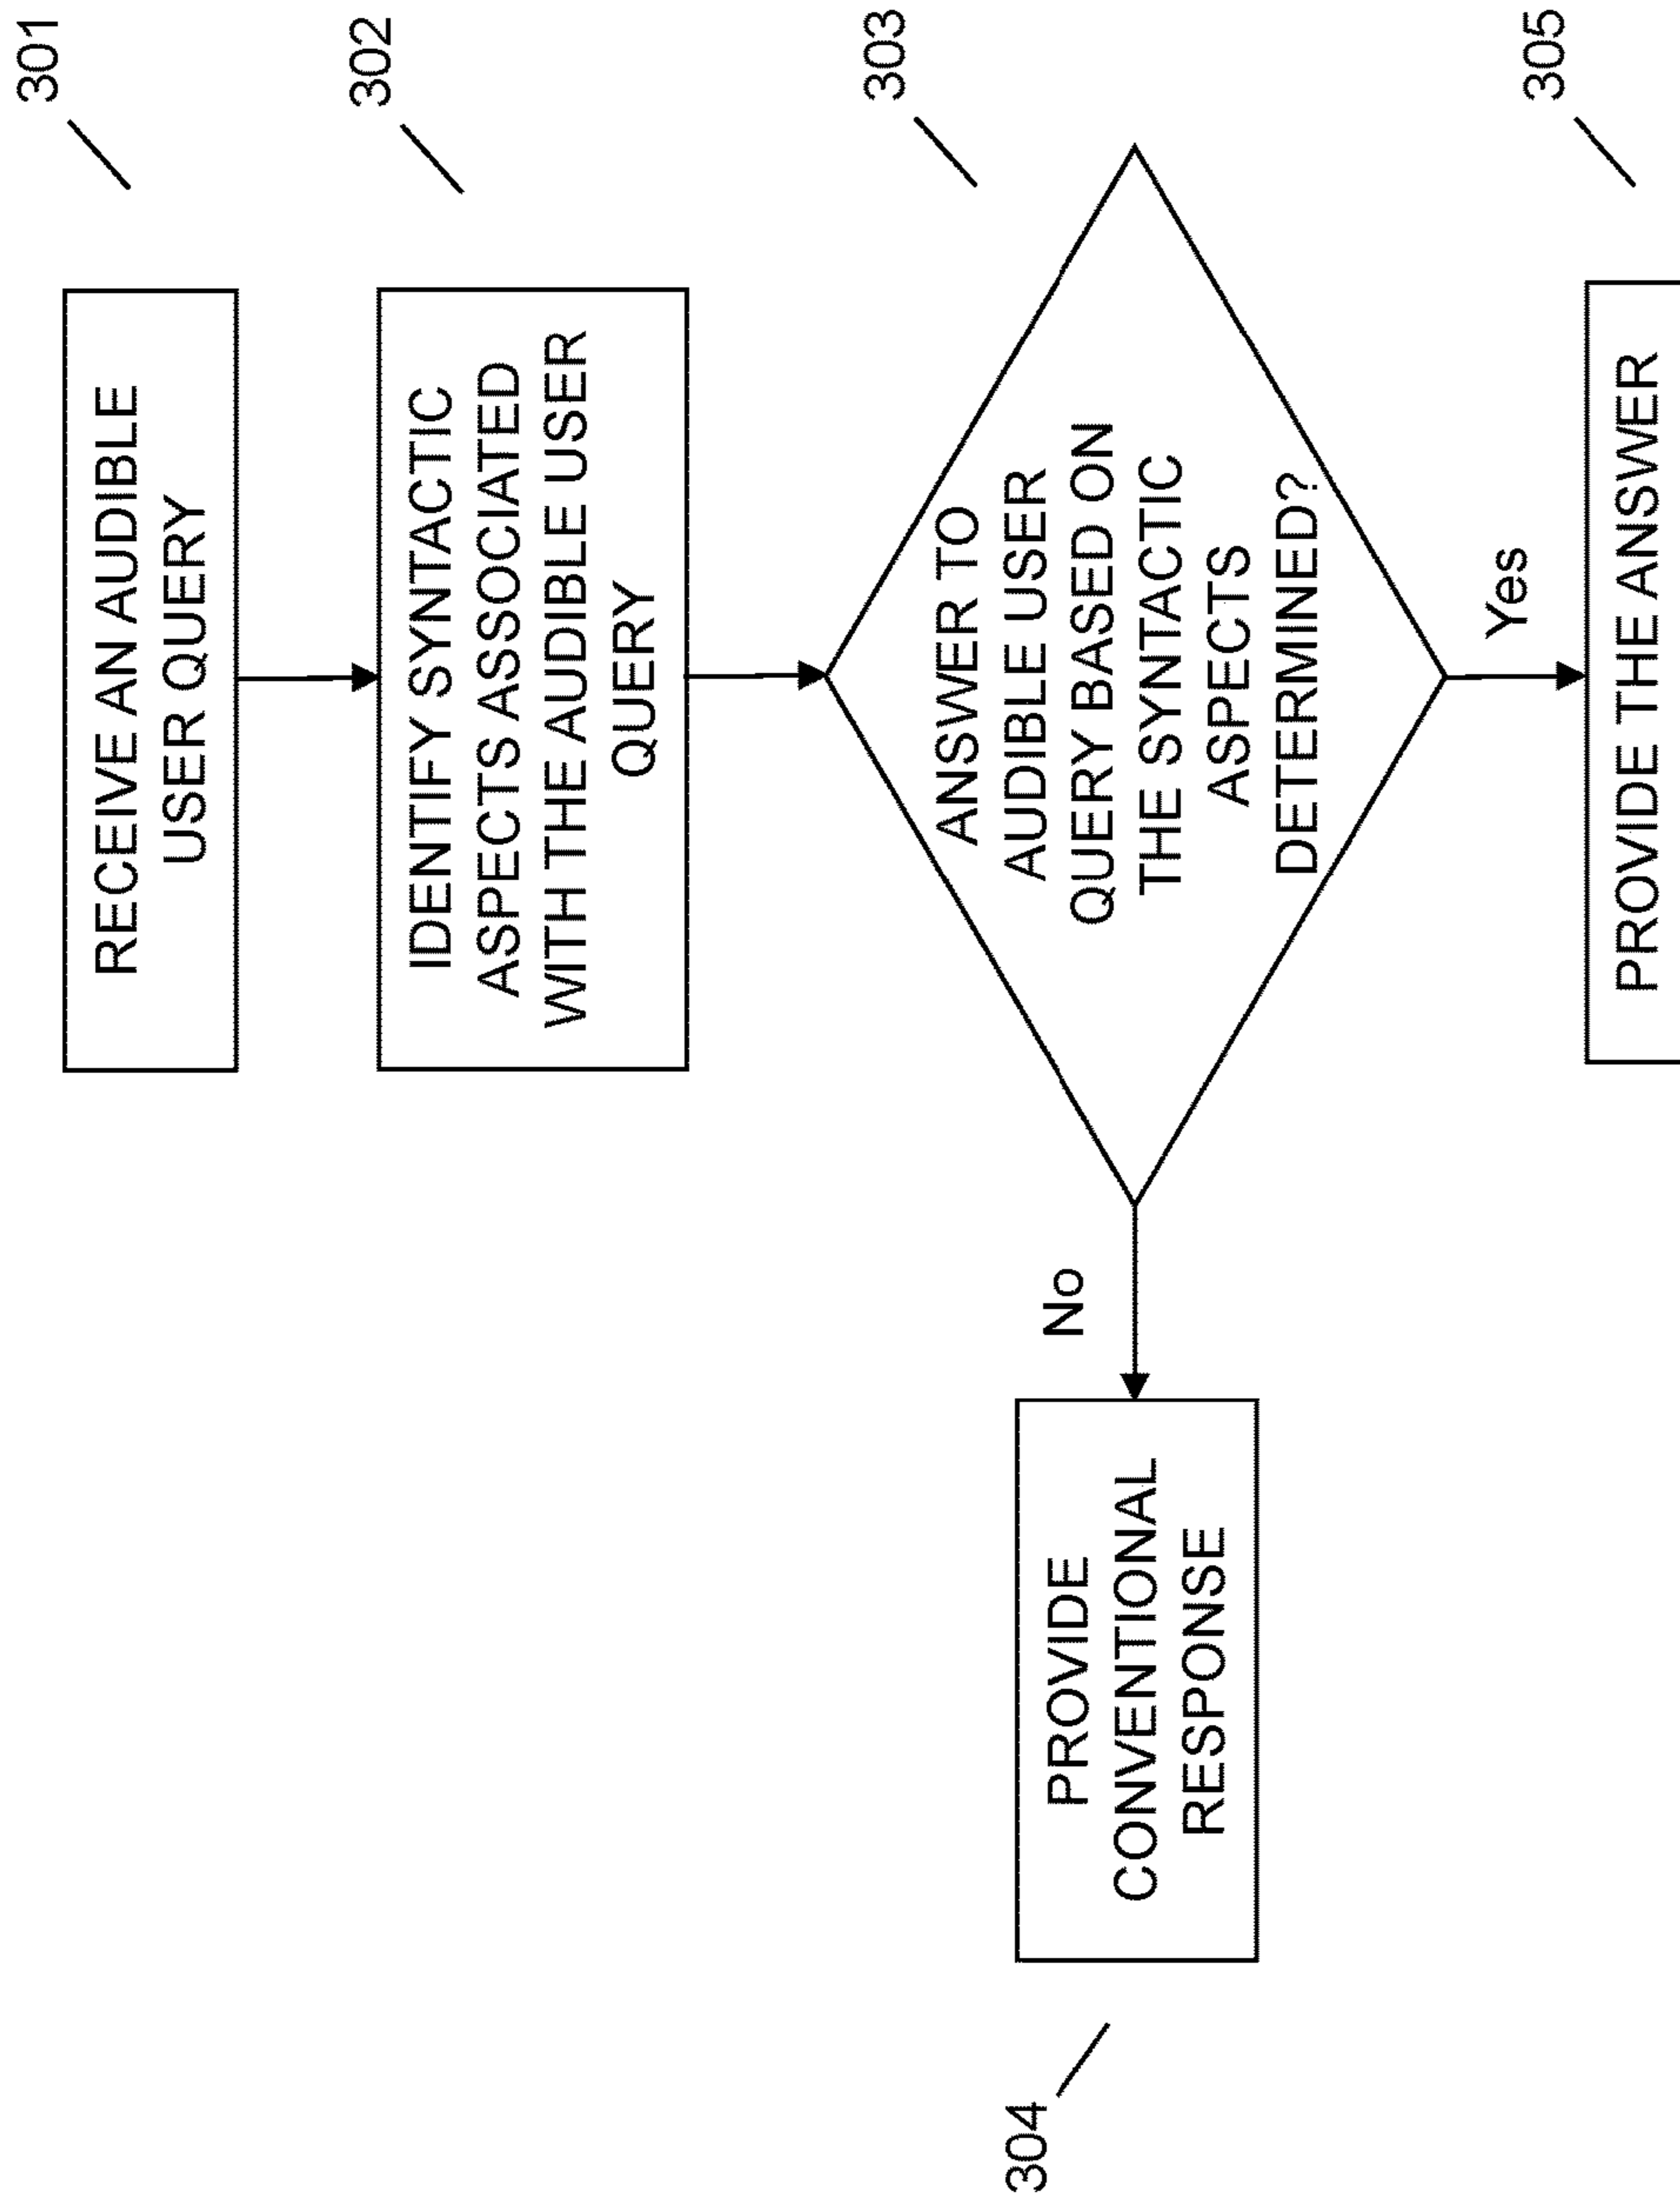 301
RECEIVE AN AUDIBLE
USER QUERY
302
IDENTIFY SYNTACTIC
ASPECTS ASSOCIATED
WITH THE AUDIBLE USER
QUERY
303
ANSWER TO
AUDIBLE USER
QUERY BASED ON
THE SYNTACTIC
ASPECTS
DETERMINED?
No
304
PROVIDE
CONVENTIONAL
RESPONSE
Yes
305
PROVIDE THE ANSWER